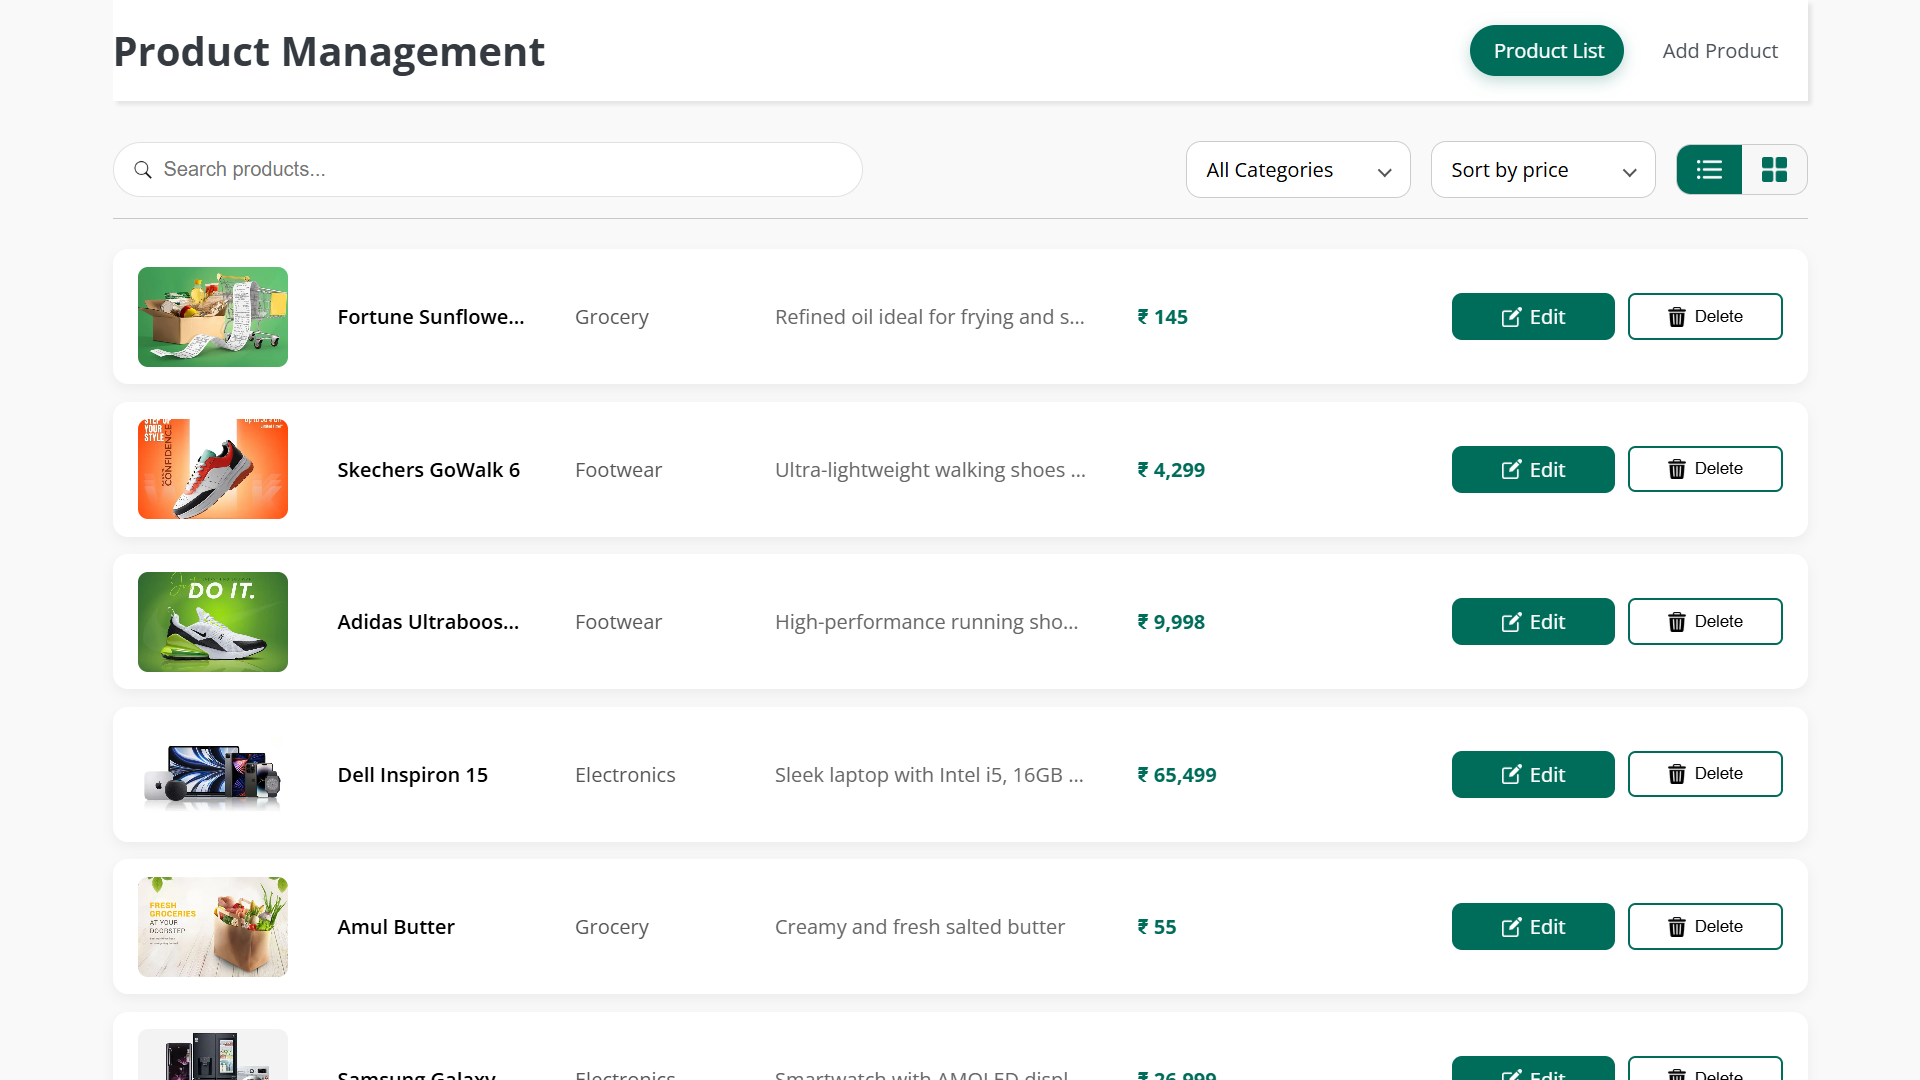 Product Management
Product List
Add Product
Search products...
All Categories
Sort by price
Fortune Sunflowe...
Grocery
Refined oil ideal for frying and s...
₹ 145
Edit
Delete
YOUR
STYLE
CONFIDENCE
Skechers GoWalk 6
Footwear
Ultra-lightweight walking shoes ...
₹ 4,299
Edit
Delete
DO IT.
Adidas Ultraboos...
Footwear
High-performance running sho...
₹ 9,998
Edit
Delete
Dell Inspiron 15
Electronics
Sleek laptop with Intel i5, 16GB ...
₹ 65,499
Edit
Delete
FRESH
GROCERIES
AT YOUR
DOORSTEP
Amul Butter
Grocery
Creamy and fresh salted butter
₹ 55
Edit
Delete
Samsung Galaxy
Electronics
Smartwatch with AMOLED displ
₹ 26,999
Edit
Delete